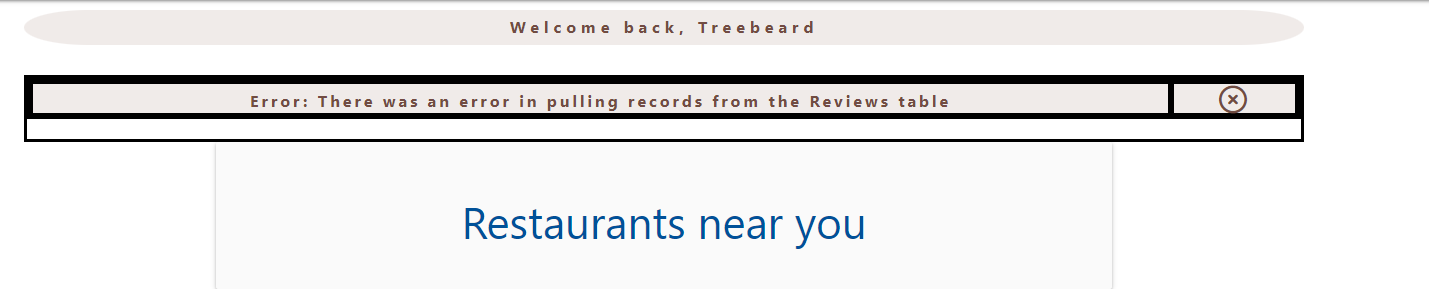 Welcome back, Treebeard
Error: There was an error in pulling records from the Reviews table
Restaurants near you